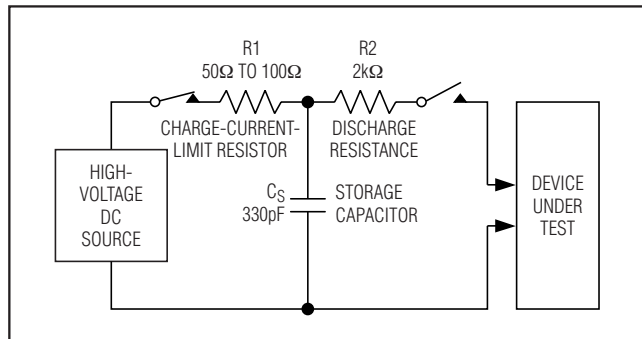 R1
50Ω TO 100Ω
CHARGE-CURRENT-
LIMIT RESISTOR
R2
2kΩ
DISCHARGE
RESISTANCE
HIGH-
VOLTAGE
DC
SOURCE
CS
330pF
STORAGE
CAPACITOR
DEVICE
UNDER
TEST